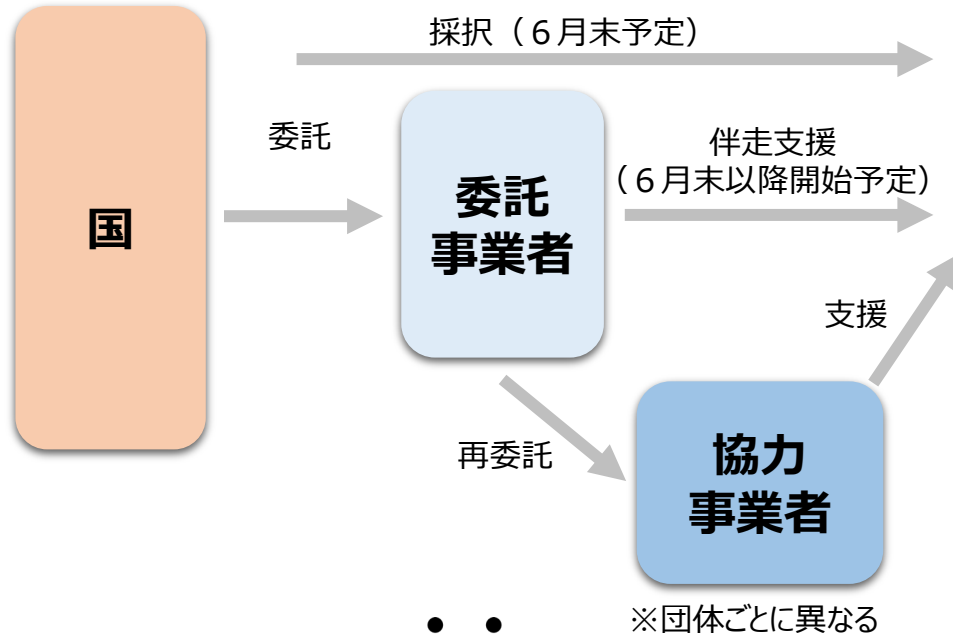 採択（６月末予定）
委託
伴走支援
（６月末以降開始予定）
国
委託
事業者
支援
再委託
協力
事業者
※団体ごとに異なる